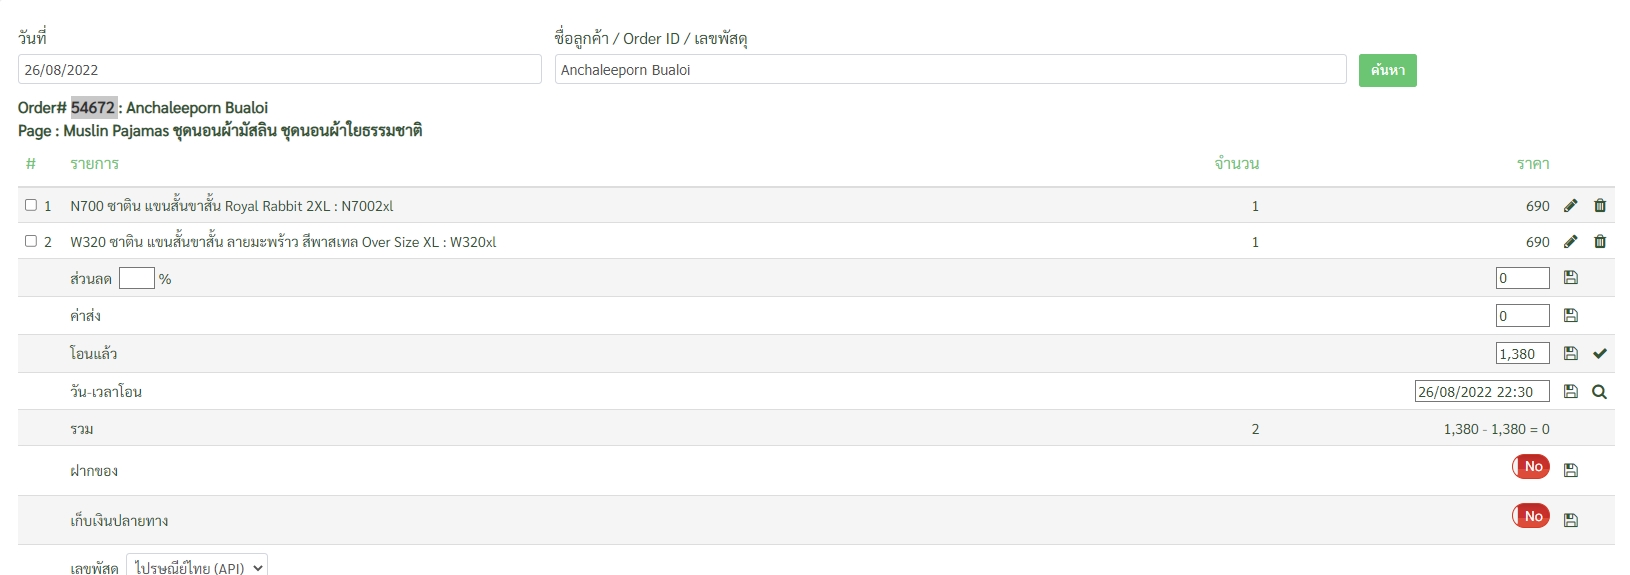 วันที่
ชื่อลูกค้า / Order ID / เลขพัสดุ
26/08/2022
Anchaleeporn Bualoi
ค้นหา
Order# 54672 : Anchaleeporn Bualoi
Page : Muslin Pajamas ชุดนอนผ้ามัสลิน ชุดนอนผ้าใยธรรมชาติ
# รายการ จำนวน ราคา
1 N700 ซาติน แขนสั้นขาสั้น Royal Rabbit 2XL : N7002xl 1 690
2 W320 ซาติน แขนสั้นขาสั้น ลายมะพร้าว สีพาสเทล Over Size XL : W320xl 1 690
ส่วนลด % 0
ค่าส่ง 0
โอนแล้ว 1,380
วัน-เวลาโอน 26/08/2022 22:30
รวม 2 1,380 - 1,380 = 0
ฝากของ No
เก็บเงินปลายทาง No
เลขพัสดุ ไปรษณีย์ไทย (API)